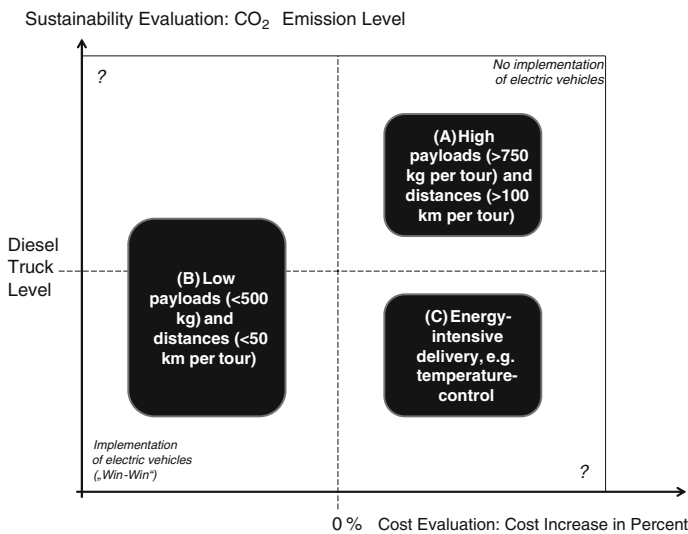 Sustainability Evaluation: CO₂ Emission Level
?
No implementation
of electric vehicles
(A) High
payloads (>750
kg per tour) and
distances (>100
km per tour)
Diesel
Truck
Level
(B) Low
payloads (<500
kg) and
distances (<50
km per tour)
(C) Energy-
intensive
delivery, e.g.
temperature-
control
Implementation
of electric vehicles
(„Win-Win“)
?
0 % Cost Evaluation: Cost Increase in Percent